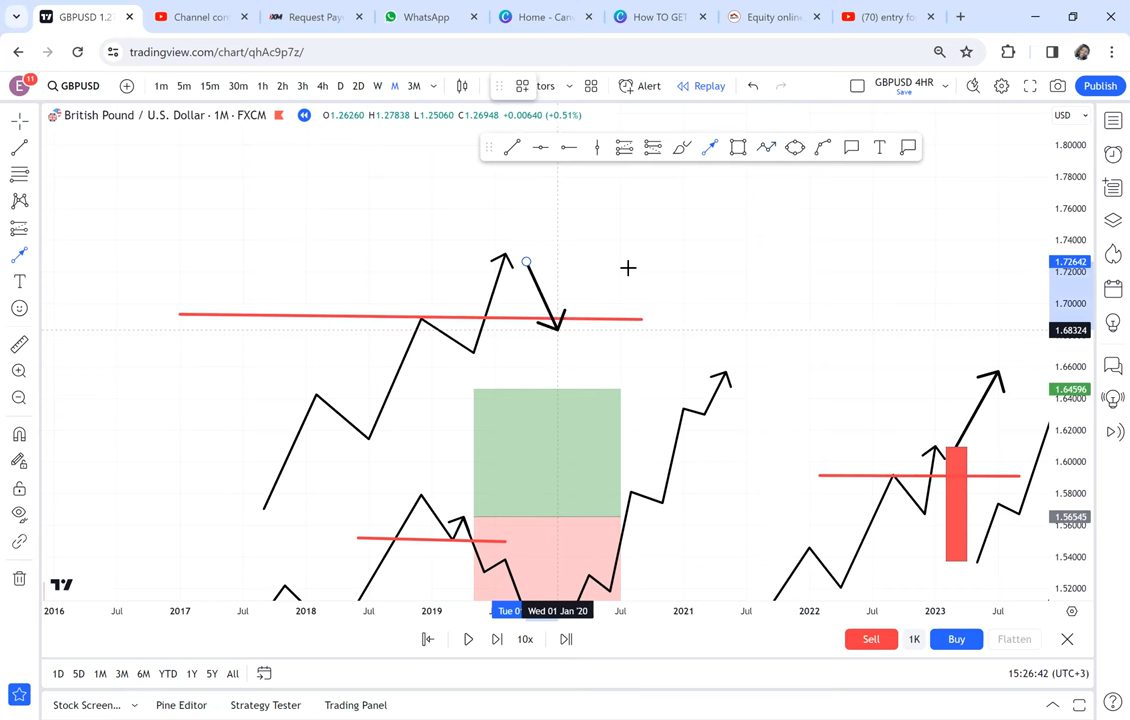 GBPUSD 1.2
Channel con
Request Pay
WhatsApp
Home - Can
How TO GET
Equity online
(70) entry fo
tradingview.com/chart/qhAc9p7z/
E 11 GBPUSD 1m 5m 15m 30m 1h 2h 3h 4h D 2D W M 3M tors Alert Replay GBPUSD 4HR Save Publish
British Pound / U.S. Dollar · 1M · FXCM O1.26260 H1.27838 L1.25060 C1.26948 +0.00640 (+0.51%) USD
1.80000
1.78000
1.76000
1.74000
1.72642
1.72000
1.70000
1.68324
1.66000
1.64596
1.64000
1.62000
1.60000
1.58000
1.56545
1.56000
1.54000
1.52000
2016 Jul 2017 Jul 2018 Jul 2019 Tue 01 Wed 01 Jan '20 Jul 2021 Jul 2022 Jul 2023 Jul
10x Sell 1K Buy Flatten
1D 5D 1M 3M 6M YTD 1Y 5Y All 15:26:42 (UTC+3)
Stock Screen... Pine Editor Strategy Tester Trading Panel